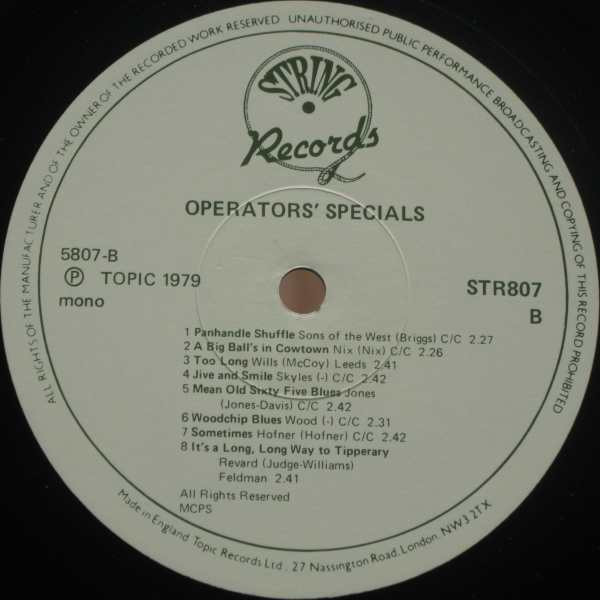 ALL RIGHTS OF THE MANUFACTURER AND OF THE OWNER OF THE RECORDED WORK RESERVED UNAUTHORISED PUBLIC PERFORMANCE BROADCASTING AND COPYING OF THIS RECORD PROHIBITED
STRING
Records
OPERATORS' SPECIALS
5807-B
Ⓟ TOPIC 1979
mono
STR807
B
1 Panhandle Shuffle Sons of the West (Briggs) C/C 2.27
2 A Big Ball's in Cowtown Nix (Nix) C/C 2.26
3 Too Long Wills (McCoy) Leeds 2.41
4 Jive and Smile Skyles (-) C/C 2.42
5 Mean Old Sixty Five Blues Jones
(Jones-Davis) C/C 2.42
6 Woodchip Blues Wood (-) C/C 2.31
7 Sometimes Hofner (Hofner) C/C 2.42
8 It's a Long, Long Way to Tipperary
Revard (Judge-Williams)
Feldman 2.41
All Rights Reserved
MCPS
Made in England Topic Records Ltd. 27 Nassington Road, London, NW3 2TX